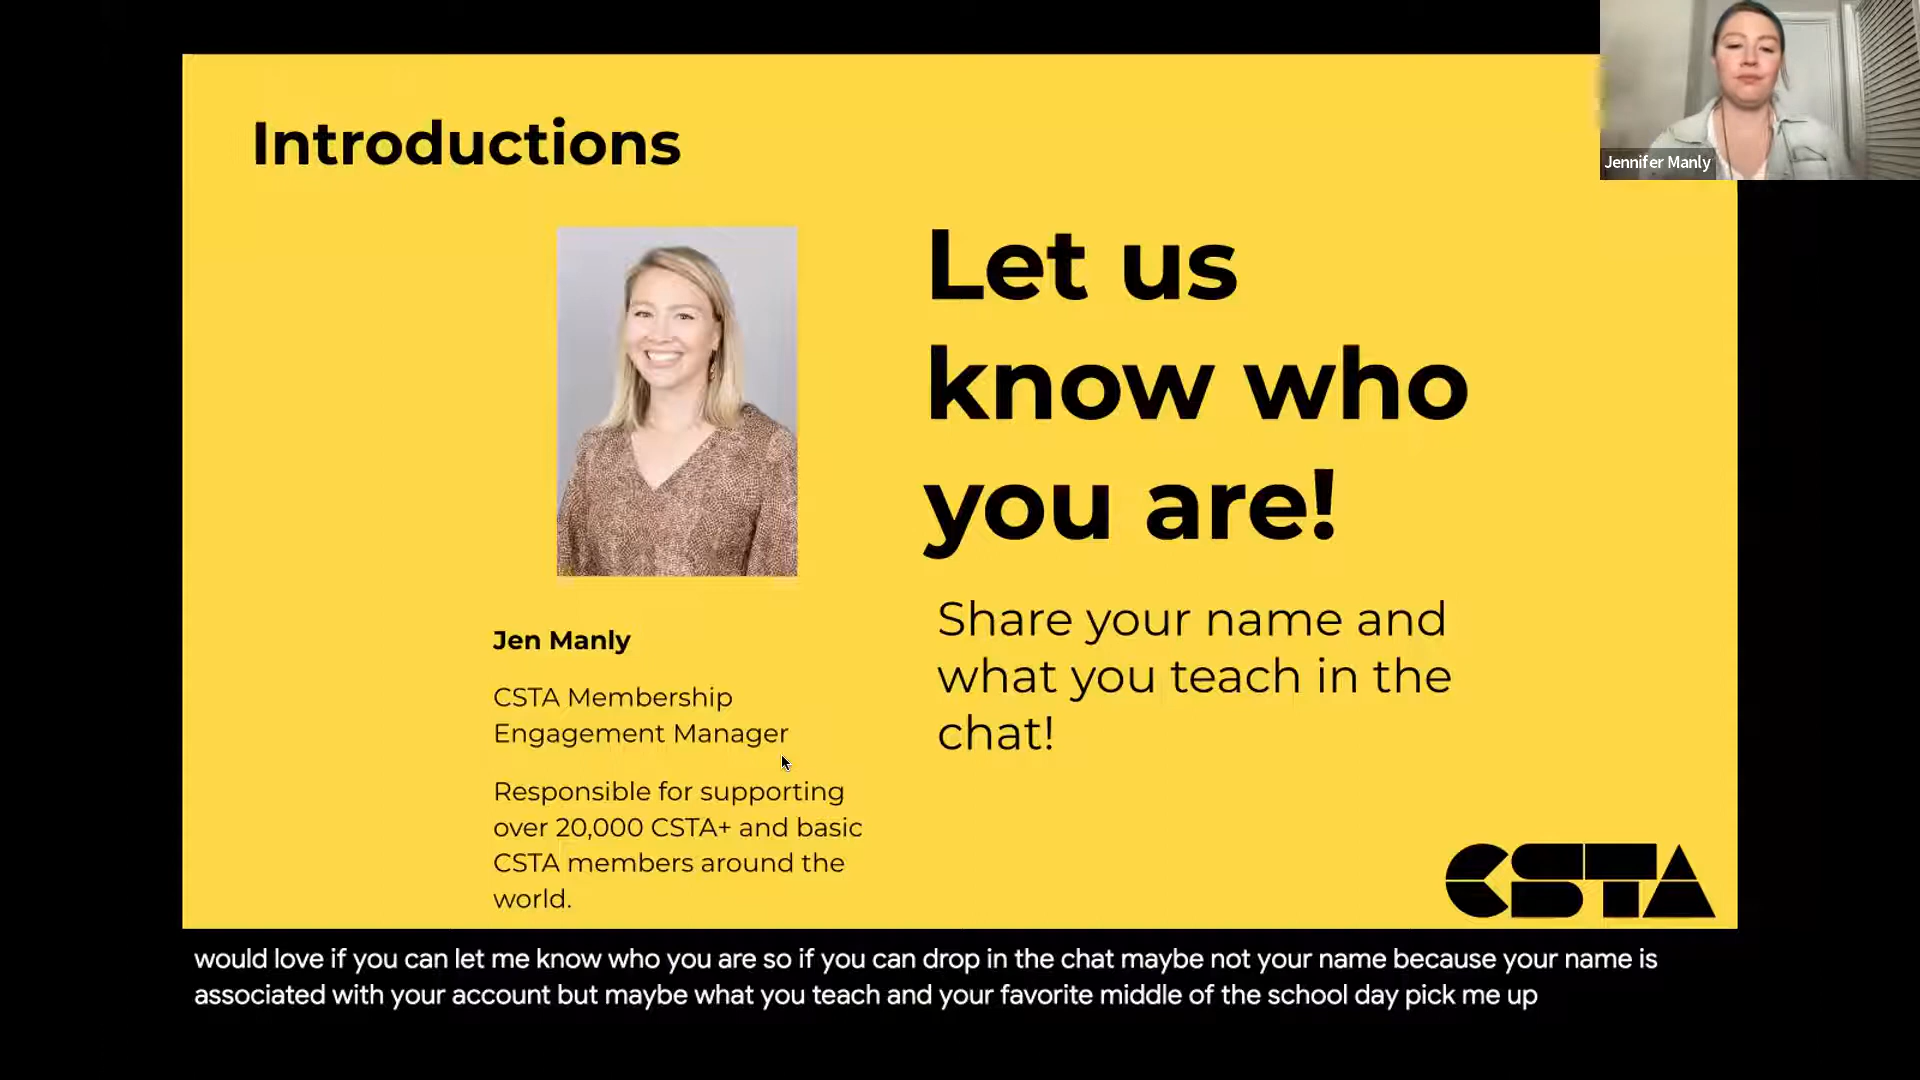 Introductions
Jennifer Manly
Let us
know who
you are!
Share your name and
what you teach in the
chat!
Jen Manly
CSTA Membership
Engagement Manager
Responsible for supporting
over 20,000 CSTA+ and basic
CSTA members around the
world.
CSTA
would love if you can let me know who you are so if you can drop in the chat maybe not your name because your name is
associated with your account but maybe what you teach and your favorite middle of the school day pick me up